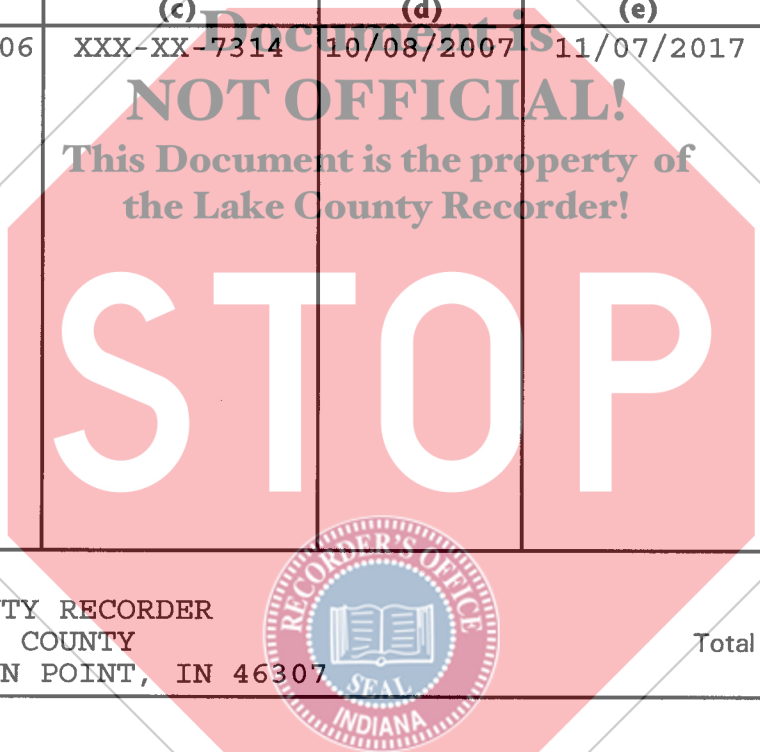 (c) (d) (e)
Document is
06 XXX-XX-7314 10/08/2007 11/07/2017
NOT OFFICIAL!
This Document is the property of
the Lake County Recorder!
STOP
RECORDER'S OFFICE
TY RECORDER
COUNTY
Total
N POINT, IN 46307
SEAL
INDIANA